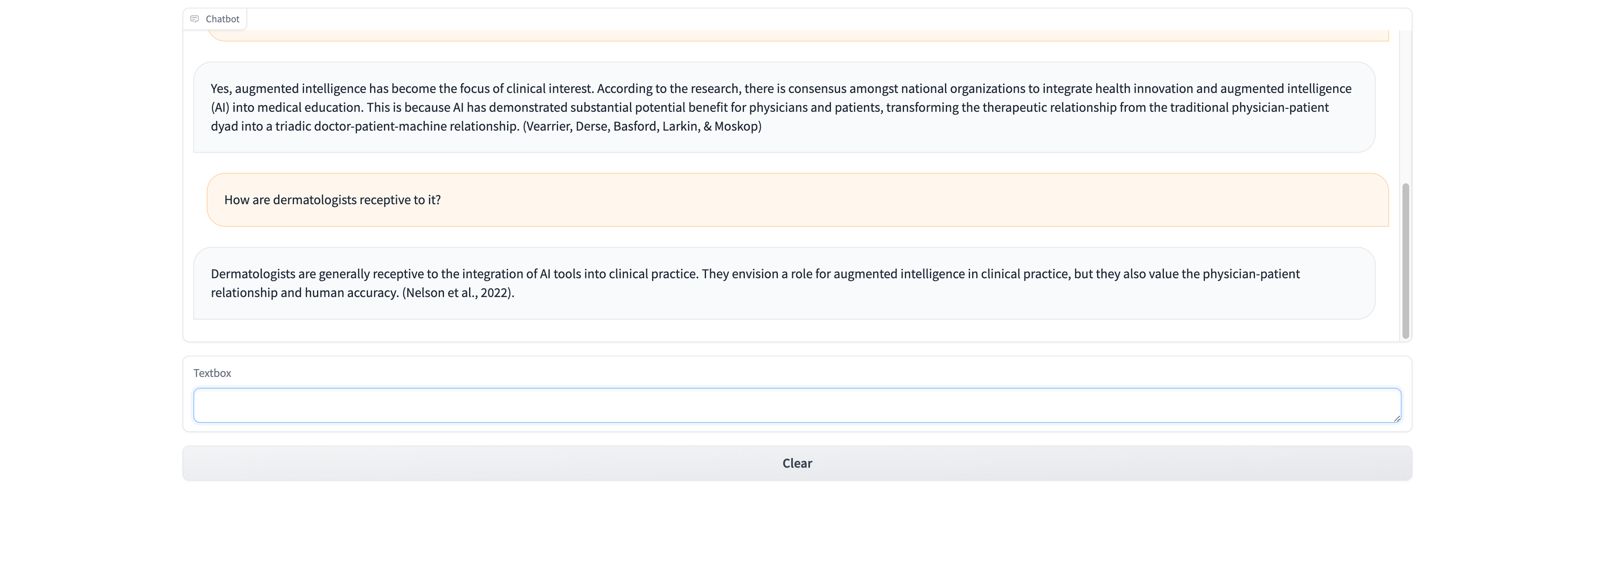 Chatbot
Yes, augmented intelligence has become the focus of clinical interest. According to the research, there is consensus amongst national organizations to integrate health innovation and augmented intelligence
(AI) into medical education. This is because AI has demonstrated substantial potential benefit for physicians and patients, transforming the therapeutic relationship from the traditional physician-patient
dyad into a triadic doctor-patient-machine relationship. (Vearrier, Derse, Basford, Larkin, & Moskop)
How are dermatologists receptive to it?
Dermatologists are generally receptive to the integration of AI tools into clinical practice. They envision a role for augmented intelligence in clinical practice, but they also value the physician-patient
relationship and human accuracy. (Nelson et al., 2022).
Textbox
Clear